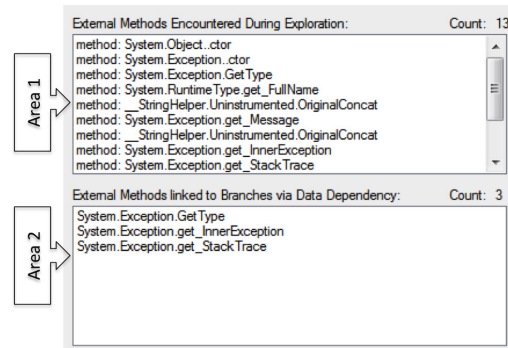 External Methods Encountered During Exploration: Count: 13
Area 1
method: System.Object..ctor
method: System.Exception..ctor
method: System.Exception.GetType
method: System.RuntimeType.get_FullName
method: __StringHelper.Uninstrumented.OriginalConcat
method: System.Exception.get_Message
method: __StringHelper.Uninstrumented.OriginalConcat
method: System.Exception.get_InnerException
method: System.Exception.get_StackTrace
External Methods linked to Branches via Data Dependency: Count: 3
Area 2
System.Exception.GetType
System.Exception.get_InnerException
System.Exception.get_StackTrace